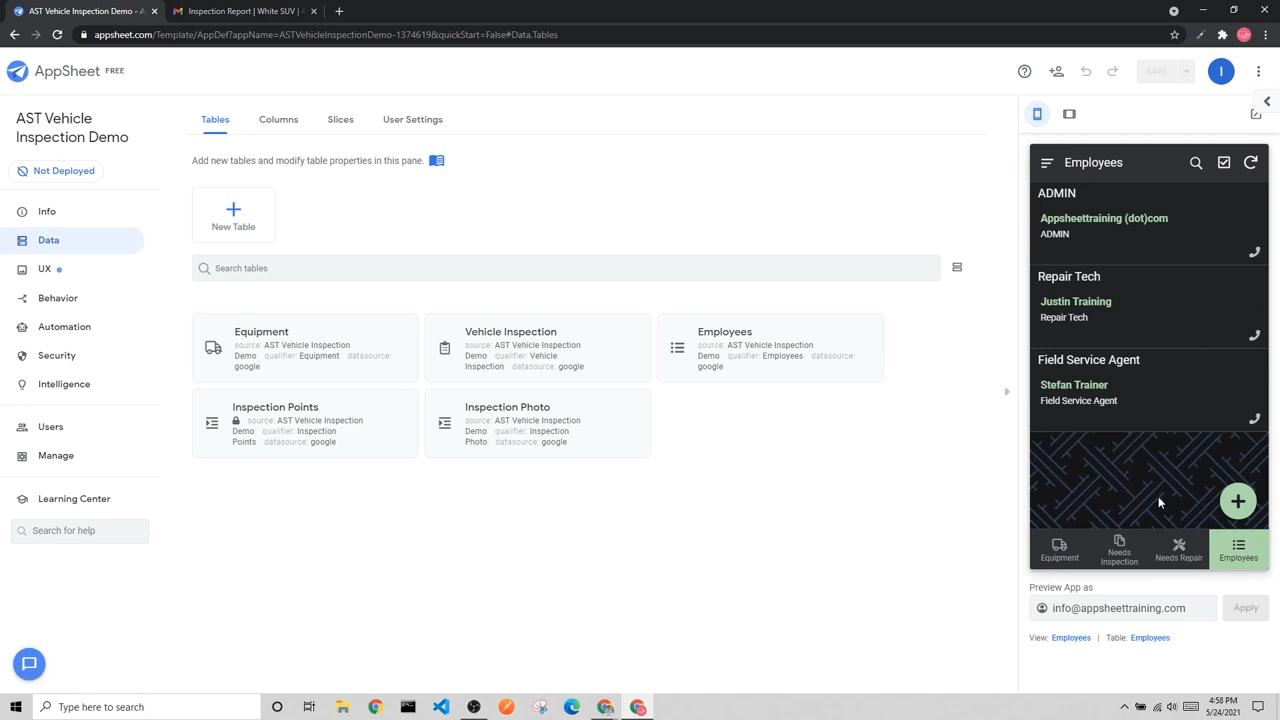 AST Vehicle Inspection Demo - A
Inspection Report | White SUV |
appsheet.com/Template/AppDef?appName=ASTVehicleInspectionDemo-1374619&quickStart=False#Data.Tables
AppSheet FREE
SAVE
I
AST Vehicle
Inspection Demo
Not Deployed
Info
Data
UX
Behavior
Automation
Security
Intelligence
Users
Manage
Learning Center
Search for help
Tables
Columns
Slices
User Settings
Add new tables and modify table properties in this pane.
New Table
Search tables
Equipment
source: AST Vehicle Inspection
Demo qualifier: Equipment datasource:
google
Vehicle Inspection
source: AST Vehicle Inspection
Demo qualifier: Vehicle
Inspection datasource: google
Employees
source: AST Vehicle Inspection
Demo qualifier: Employees datasource:
google
Inspection Points
source: AST Vehicle Inspection
Demo qualifier: Inspection
Points datasource: google
Inspection Photo
source: AST Vehicle Inspection
Demo qualifier: Inspection
Photo datasource: google
Employees
ADMIN
Appsheettraining (dot)com
ADMIN
Repair Tech
Justin Training
Repair Tech
Field Service Agent
Stefan Trainer
Field Service Agent
Equipment
Needs
Inspection
Needs Repair
Employees
Preview App as
info@appsheettraining.com
Apply
View: Employees | Table: Employees
Type here to search
4:58 PM
5/24/2021